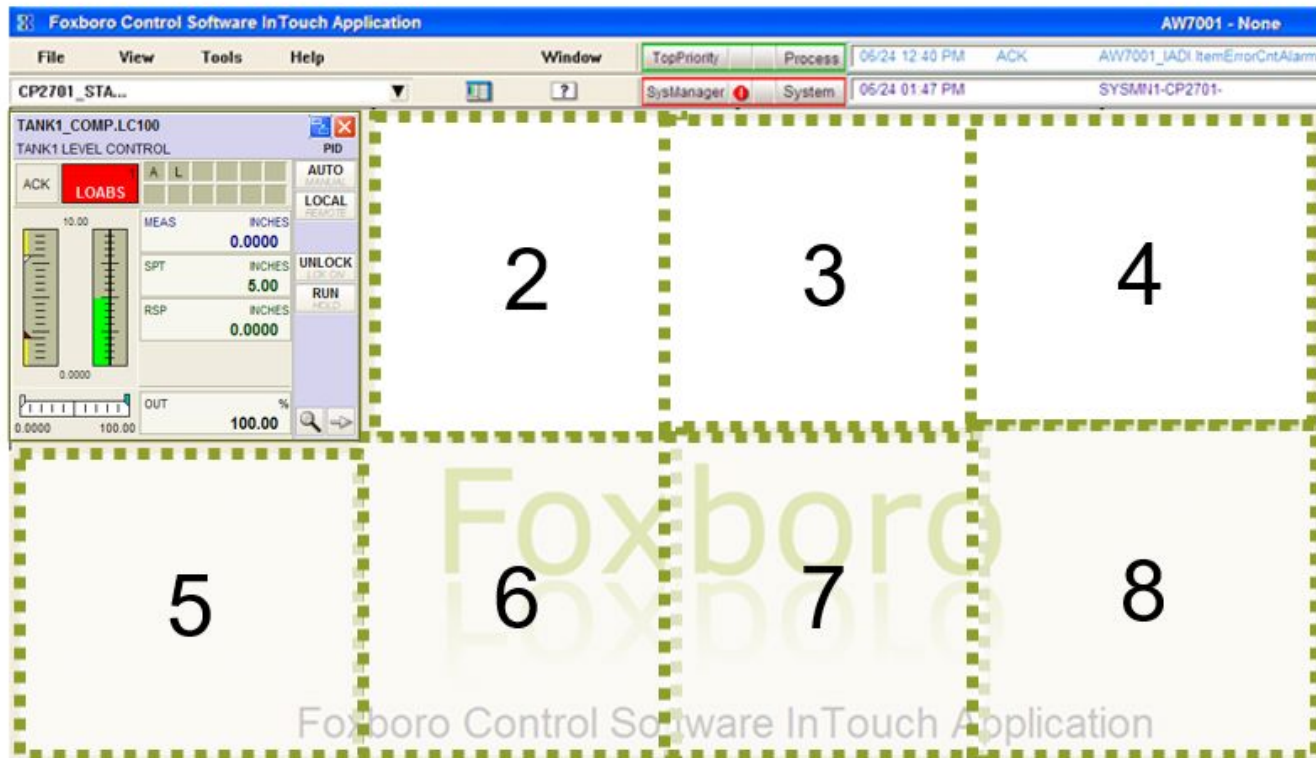 Foxboro Control Software InTouch Application AW7001 - None
File View Tools Help Window TopPriority Process 06/24 12:40 PM ACK AW7001_IADI.ItemErrorCntAlarm
CP2701_STA... ? SysManager System 06/24 01:47 PM SYSMN1-CP2701-
TANK1_COMP.LC100
TANK1 LEVEL CONTROL PID
ACK 1 LOABS A L AUTO
MANUAL
LOCAL
REMOTE
10.00 MEAS INCHES
0.0000
SPT INCHES UNLOCK
LCK ON
5.00 RUN
HOLD
RSP INCHES
0.0000
0.0000
OUT %
0.0000 100.00 100.00
2 3 4
5 6 7 8
Foxboro
Foxboro Control Software InTouch Application